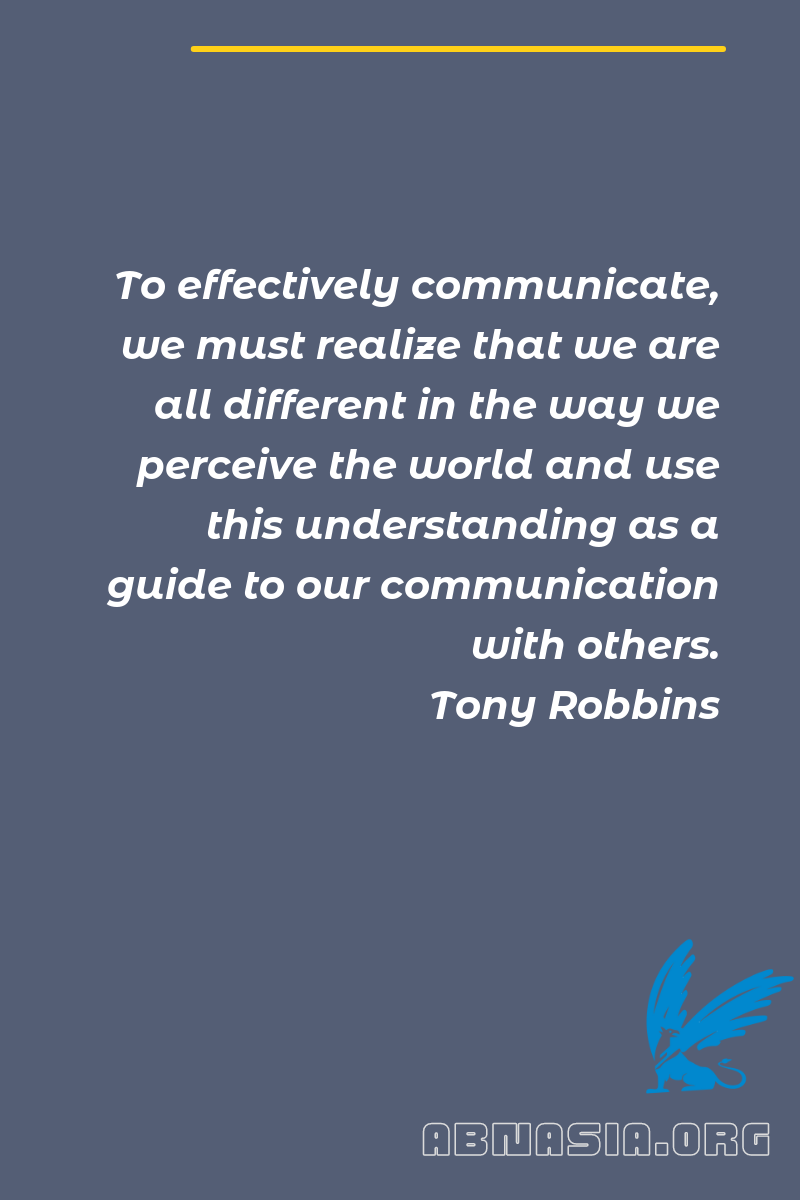 To effectively communicate,
we must realize that we are
all different in the way we
perceive the world and use
this understanding as a
guide to our communication
with others.
Tony Robbins
ABNASIA.ORG